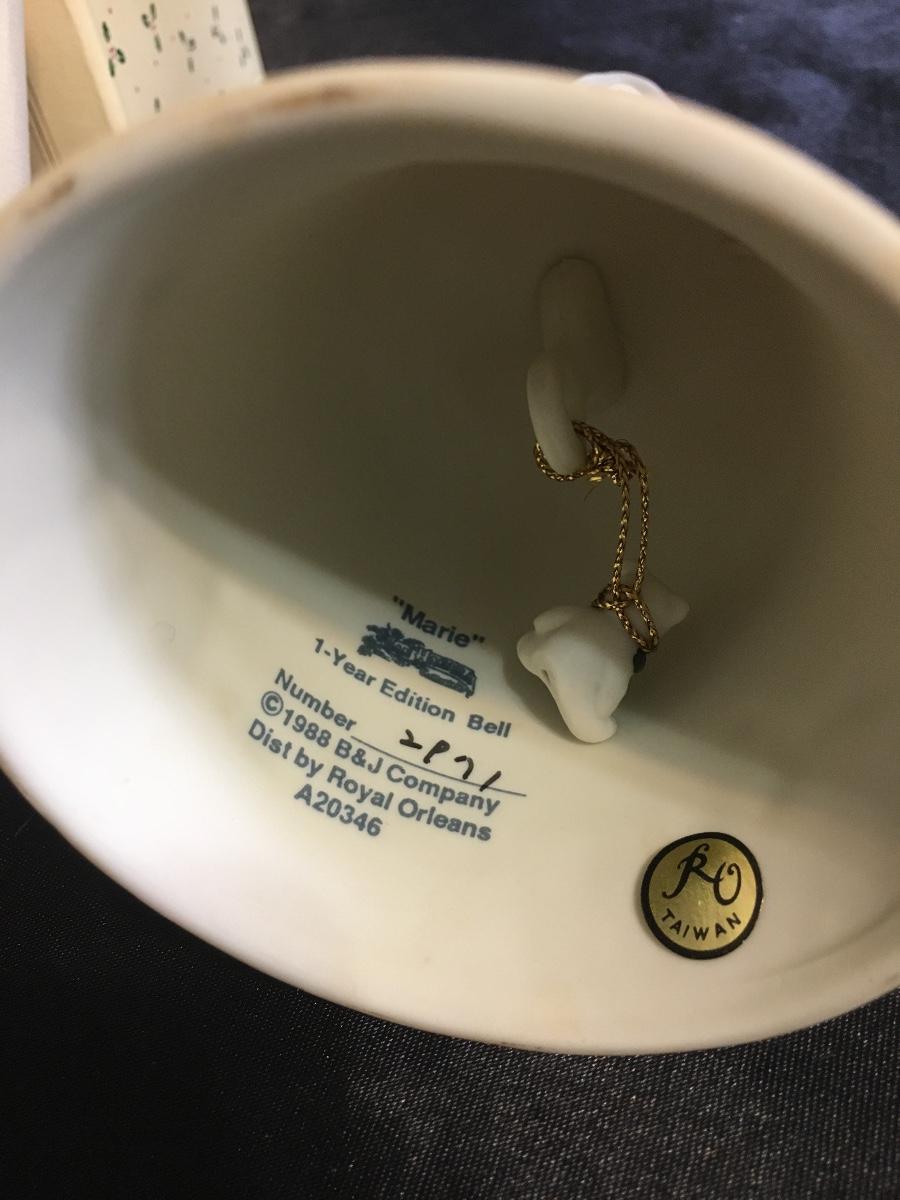 "Marie"
1-Year Edition Bell
Number 2871
©1988 B&J Company
Dist by Royal Orleans
A20346
RO
TAIWAN